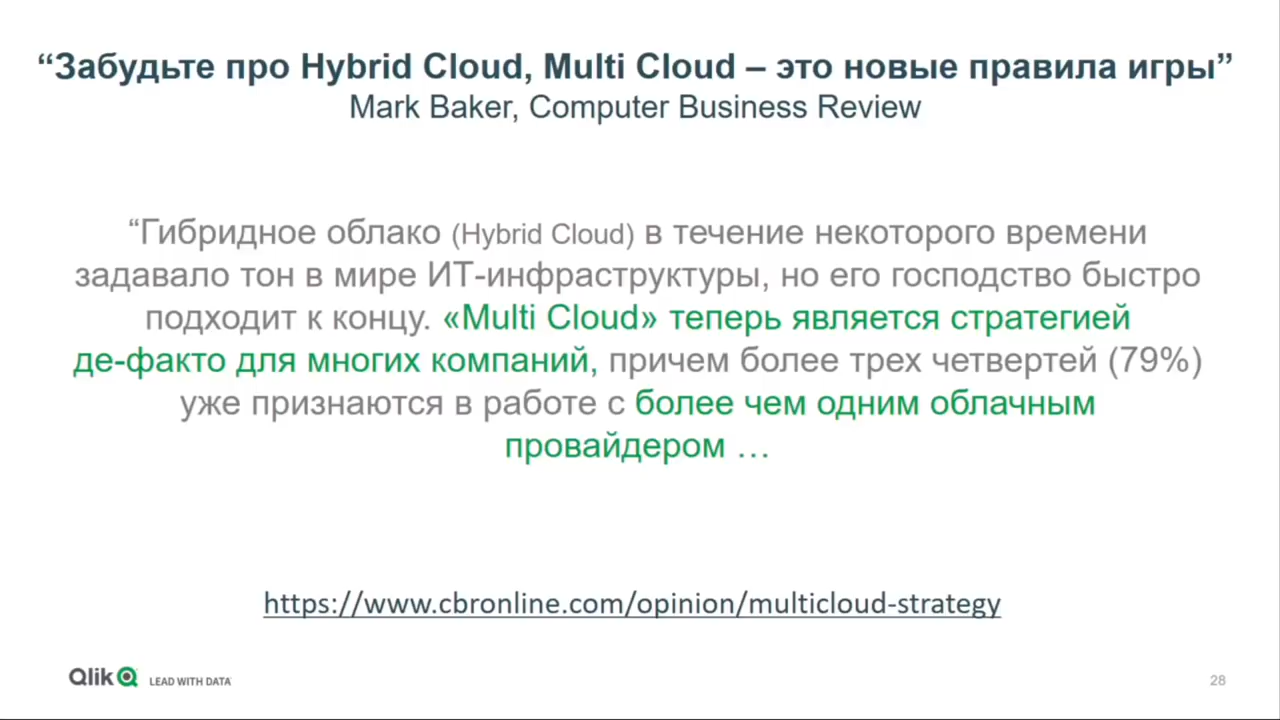 “Забудьте про Hybrid Cloud, Multi Cloud – это новые правила игры”
Mark Baker, Computer Business Review
“Гибридное облако (Hybrid Cloud) в течение некоторого времени
задавало тон в мире ИТ-инфраструктуры, но его господство быстро
подходит к концу. «Multi Cloud» теперь является стратегией
де-факто для многих компаний, причем более трех четвертей (79%)
уже признаются в работе с более чем одним облачным
провайдером …
https://www.cbronline.com/opinion/multicloud-strategy
Qlik LEAD WITH DATA
28